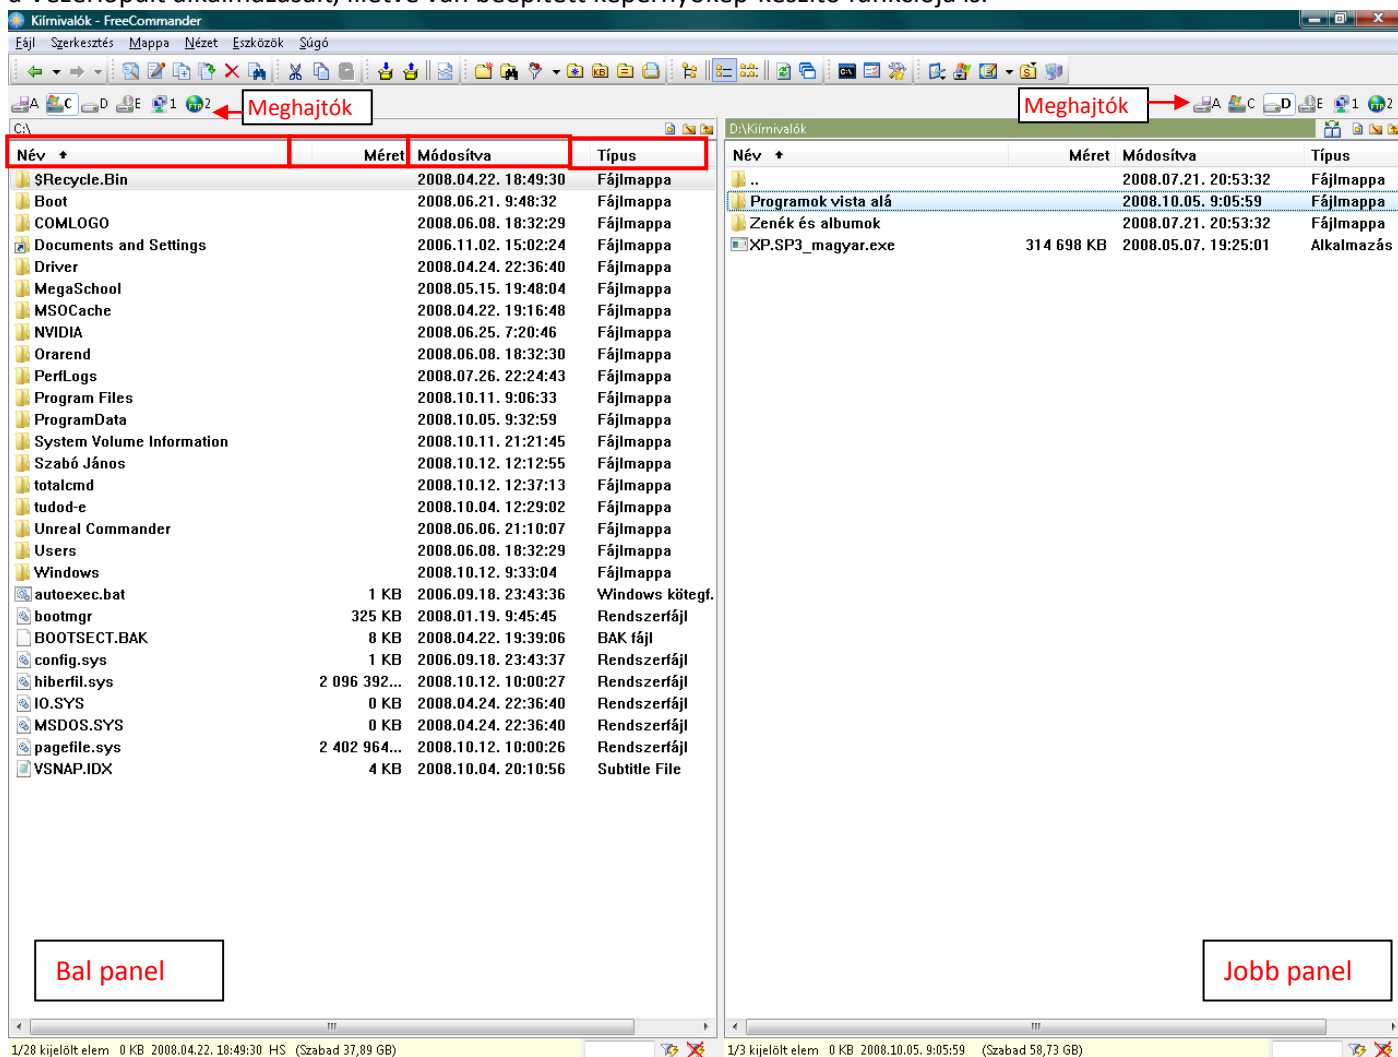 Kiírnivalók - FreeCommander
Fájl Szerkesztés Mappa Nézet Eszközök Súgó
A C D E 1 2 Meghajtók
Meghajtók A C D E 1 2
C:\
Név Méret Módosítva Típus
$Recycle.Bin 2008.04.22. 18:49:30 Fájlmappa
Boot 2008.06.21. 9:48:32 Fájlmappa
COMLOGO 2008.06.08. 18:32:29 Fájlmappa
Documents and Settings 2006.11.02. 15:02:24 Fájlmappa
Driver 2008.04.24. 22:36:40 Fájlmappa
MegaSchool 2008.05.15. 19:48:04 Fájlmappa
MSOCache 2008.04.22. 19:16:48 Fájlmappa
NVIDIA 2008.06.25. 7:20:46 Fájlmappa
Orarend 2008.06.08. 18:32:30 Fájlmappa
PerfLogs 2008.07.26. 22:24:43 Fájlmappa
Program Files 2008.10.11. 9:06:33 Fájlmappa
ProgramData 2008.10.05. 9:32:59 Fájlmappa
System Volume Information 2008.10.11. 21:21:45 Fájlmappa
Szabó János 2008.10.12. 12:12:55 Fájlmappa
totalcmd 2008.10.12. 12:37:13 Fájlmappa
tudod-e 2008.10.04. 12:29:02 Fájlmappa
Unreal Commander 2008.06.06. 21:10:07 Fájlmappa
Users 2008.06.08. 18:32:29 Fájlmappa
Windows 2008.10.12. 9:33:04 Fájlmappa
autoexec.bat 1 KB 2006.09.18. 23:43:36 Windows kötegf.
bootmgr 325 KB 2008.01.19. 9:45:45 Rendszerfájl
BOOTSECT.BAK 8 KB 2008.04.22. 19:39:06 BAK fájl
config.sys 1 KB 2006.09.18. 23:43:37 Rendszerfájl
hiberfil.sys 2 096 392... 2008.10.12. 10:00:27 Rendszerfájl
IO.SYS 0 KB 2008.04.24. 22:36:40 Rendszerfájl
MSDOS.SYS 0 KB 2008.04.24. 22:36:40 Rendszerfájl
pagefile.sys 2 402 964... 2008.10.12. 10:00:26 Rendszerfájl
VSNAP.IDX 4 KB 2008.10.04. 20:10:56 Subtitle File
Bal panel
1/28 kijelölt elem 0 KB 2008.04.22. 18:49:30 HS (Szabad 37,89 GB)
D:\Kiírnivalók
Név Méret Módosítva Típus
.. 2008.07.21. 20:53:32 Fájlmappa
Programok vista alá 2008.10.05. 9:05:59 Fájlmappa
Zenék és albumok 2008.07.21. 20:53:32 Fájlmappa
XP.SP3_magyar.exe 314 698 KB 2008.05.07. 19:25:01 Alkalmazás
Jobb panel
1/3 kijelölt elem 0 KB 2008.10.05. 9:05:59 (Szabad 58,73 GB)